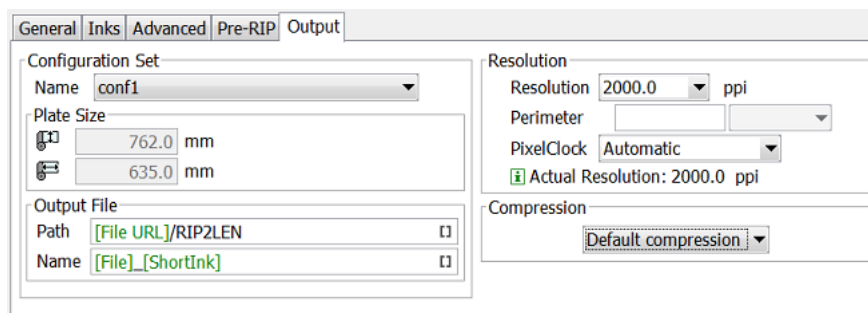 General Inks Advanced Pre-RIP Output
Configuration Set
Name conf1
Plate Size
762.0 mm
635.0 mm
Output File
Path [File URL]/RIP2LEN []
Name [File]_[ShortInk] []
Resolution
Resolution 2000.0 ppi
Perimeter
PixelClock Automatic
i Actual Resolution: 2000.0 ppi
Compression
Default compression